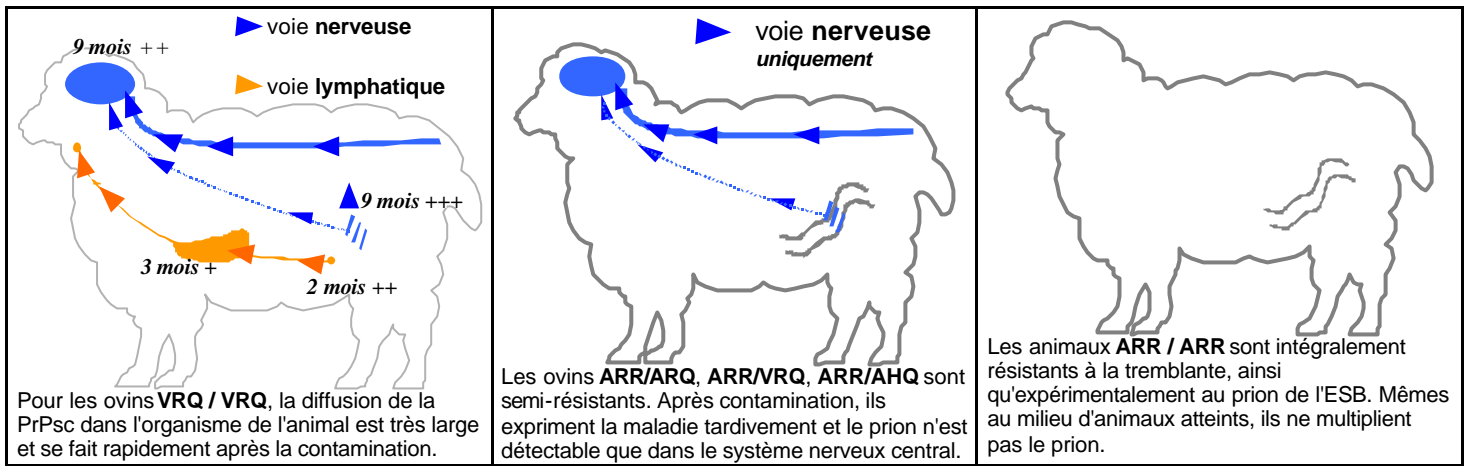 voie nerveuse
9 mois ++
voie lymphatique
9 mois +++
3 mois +
2 mois ++
Pour les ovins VRQ / VRQ, la diffusion de la
PrPsc dans l'organisme de l'animal est très large
et se fait rapidement après la contamination.
voie nerveuse
uniquement
Les ovins ARR/ARQ, ARR/VRQ, ARR/AHQ sont
semi-résistants. Après contamination, ils
expriment la maladie tardivement et le prion n'est
détectable que dans le système nerveux central.
Les animaux ARR / ARR sont intégralement
résistants à la tremblante, ainsi
qu'expérimentalement au prion de l'ESB. Mêmes
au milieu d'animaux atteints, ils ne multiplient
pas le prion.